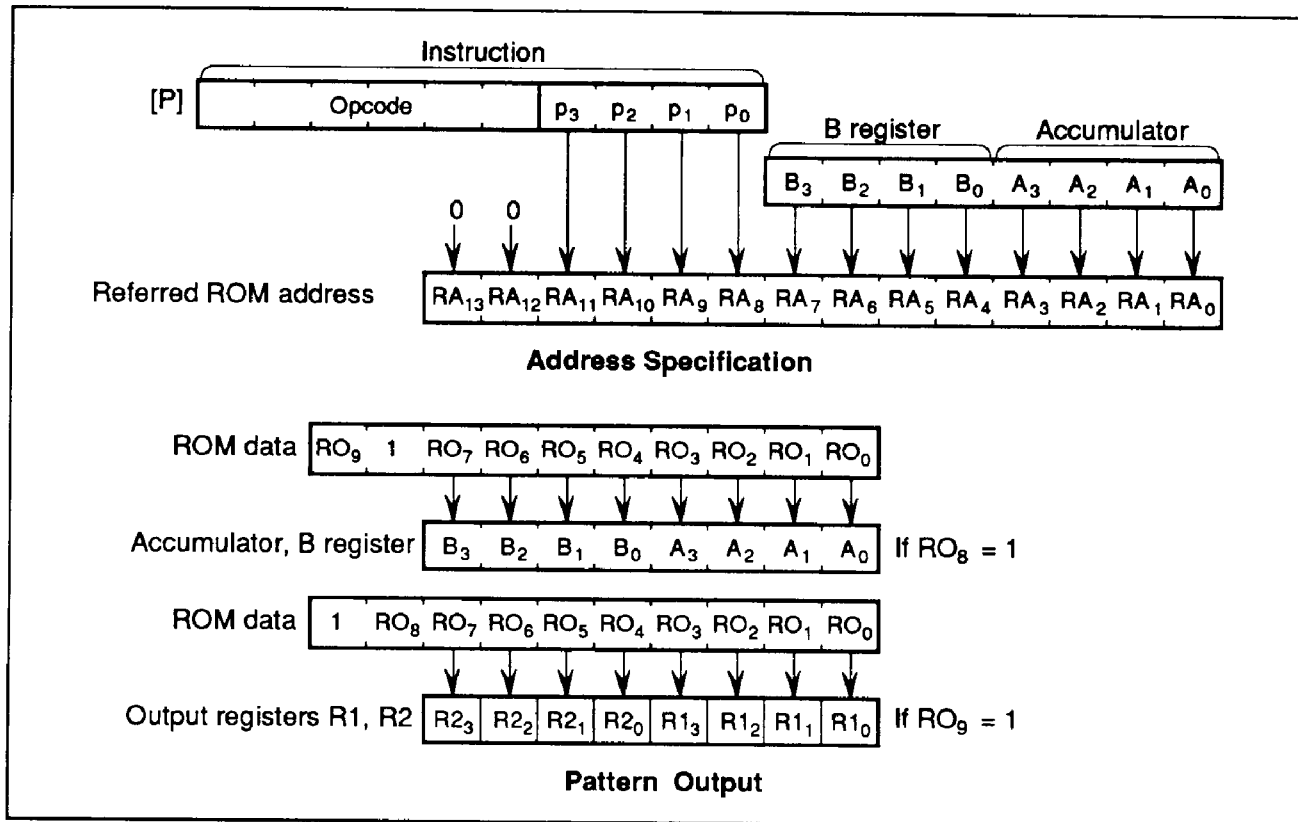 Instruction
[P] Opcode p₃ p₂ p₁ p₀
B register Accumulator
B₃ B₂ B₁ B₀ A₃ A₂ A₁ A₀
0 0
Referred ROM address RA₁₃ RA₁₂ RA₁₁ RA₁₀ RA₉ RA₈ RA₇ RA₆ RA₅ RA₄ RA₃ RA₂ RA₁ RA₀
Address Specification
ROM data RO₉ 1 RO₇ RO₆ RO₅ RO₄ RO₃ RO₂ RO₁ RO₀
Accumulator, B register B₃ B₂ B₁ B₀ A₃ A₂ A₁ A₀ If RO₈ = 1
ROM data 1 RO₈ RO₇ RO₆ RO₅ RO₄ RO₃ RO₂ RO₁ RO₀
Output registers R1, R2 R2₃ R2₂ R2₁ R2₀ R1₃ R1₂ R1₁ R1₀ If RO₉ = 1
Pattern Output